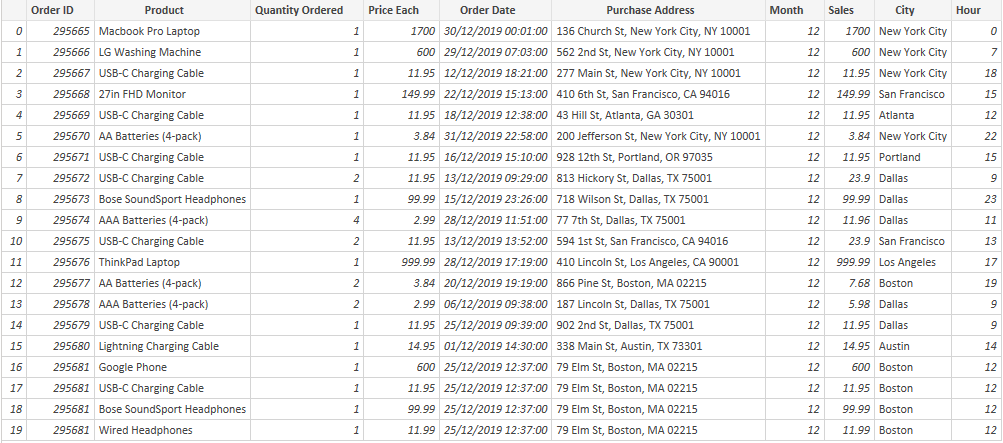 Order ID Product Quantity Ordered Price Each Order Date Purchase Address Month Sales City Hour
0 295665 Macbook Pro Laptop 1 1700 30/12/2019 00:01:00 136 Church St, New York City, NY 10001 12 1700 New York City 0
1 295666 LG Washing Machine 1 600 29/12/2019 07:03:00 562 2nd St, New York City, NY 10001 12 600 New York City 7
2 295667 USB-C Charging Cable 1 11.95 12/12/2019 18:21:00 277 Main St, New York City, NY 10001 12 11.95 New York City 18
3 295668 27in FHD Monitor 1 149.99 22/12/2019 15:13:00 410 6th St, San Francisco, CA 94016 12 149.99 San Francisco 15
4 295669 USB-C Charging Cable 1 11.95 18/12/2019 12:38:00 43 Hill St, Atlanta, GA 30301 12 11.95 Atlanta 12
5 295670 AA Batteries (4-pack) 1 3.84 31/12/2019 22:58:00 200 Jefferson St, New York City, NY 10001 12 3.84 New York City 22
6 295671 USB-C Charging Cable 1 11.95 16/12/2019 15:10:00 928 12th St, Portland, OR 97035 12 11.95 Portland 15
7 295672 USB-C Charging Cable 2 11.95 13/12/2019 09:29:00 813 Hickory St, Dallas, TX 75001 12 23.9 Dallas 9
8 295673 Bose SoundSport Headphones 1 99.99 15/12/2019 23:26:00 718 Wilson St, Dallas, TX 75001 12 99.99 Dallas 23
9 295674 AAA Batteries (4-pack) 4 2.99 28/12/2019 11:51:00 77 7th St, Dallas, TX 75001 12 11.96 Dallas 11
10 295675 USB-C Charging Cable 2 11.95 13/12/2019 13:52:00 594 1st St, San Francisco, CA 94016 12 23.9 San Francisco 13
11 295676 ThinkPad Laptop 1 999.99 28/12/2019 17:19:00 410 Lincoln St, Los Angeles, CA 90001 12 999.99 Los Angeles 17
12 295677 AA Batteries (4-pack) 2 3.84 20/12/2019 19:19:00 866 Pine St, Boston, MA 02215 12 7.68 Boston 19
13 295678 AAA Batteries (4-pack) 2 2.99 06/12/2019 09:38:00 187 Lincoln St, Dallas, TX 75001 12 5.98 Dallas 9
14 295679 USB-C Charging Cable 1 11.95 25/12/2019 09:39:00 902 2nd St, Dallas, TX 75001 12 11.95 Dallas 9
15 295680 Lightning Charging Cable 1 14.95 01/12/2019 14:30:00 338 Main St, Austin, TX 73301 12 14.95 Austin 14
16 295681 Google Phone 1 600 25/12/2019 12:37:00 79 Elm St, Boston, MA 02215 12 600 Boston 12
17 295681 USB-C Charging Cable 1 11.95 25/12/2019 12:37:00 79 Elm St, Boston, MA 02215 12 11.95 Boston 12
18 295681 Bose SoundSport Headphones 1 99.99 25/12/2019 12:37:00 79 Elm St, Boston, MA 02215 12 99.99 Boston 12
19 295681 Wired Headphones 1 11.99 25/12/2019 12:37:00 79 Elm St, Boston, MA 02215 12 11.99 Boston 12